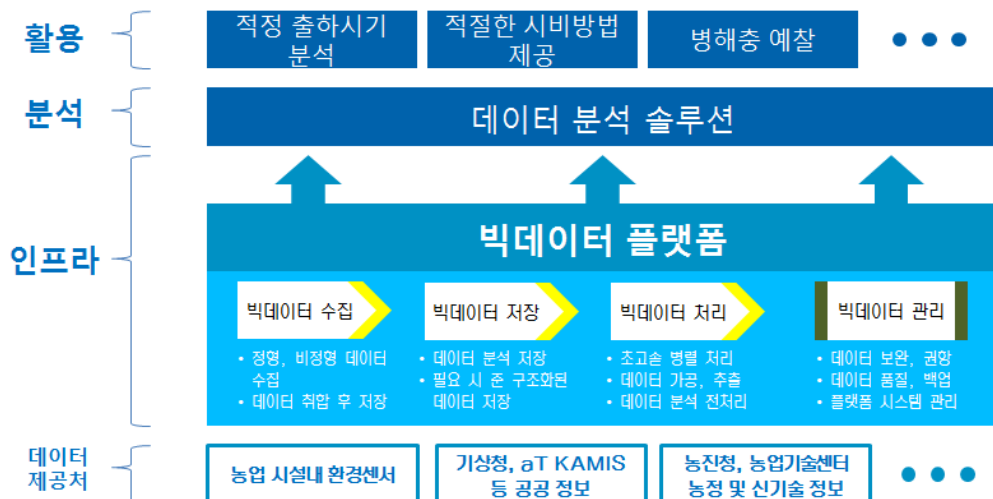 활용
적정 출하시기
분석
적절한 시비방법
제공
병해충 예찰
분석
데이터 분석 솔루션
인프라
빅데이터 플랫폼
빅데이터 수집
빅데이터 저장
빅데이터 처리
빅데이터 관리
• 정형, 비정형 데이터
수집
• 데이터 취합 후 저장
• 데이터 분석 저장
• 필요 시 준 구조화된
데이터 저장
• 초고솔 병렬 처리
• 데이터 가공, 추출
• 데이터 분석 전처리
• 데이터 보완, 권항
• 데이터 품질, 백업
• 플랫폼 시스템 관리
데이터
제공처
농업 시설내 환경센서
기상청, aT KAMIS
등 공공 정보
농진청, 농업기술센터
농정 및 신기술 정보